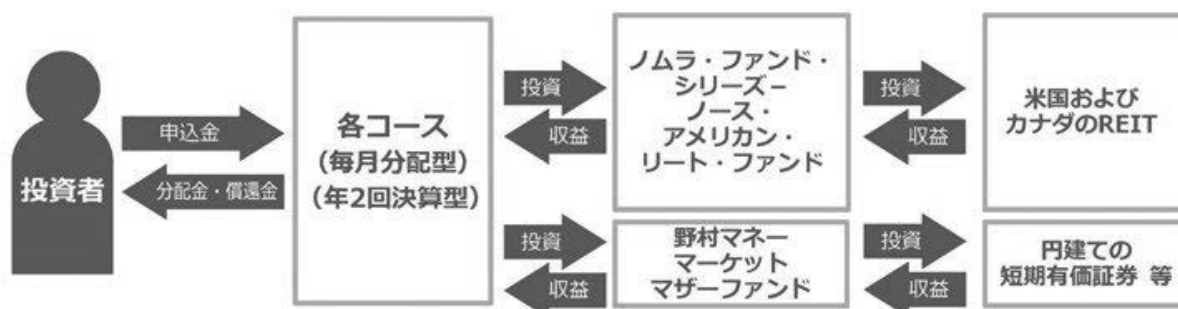 投資者
申込金
分配金・償還金
各コース
（毎月分配型）
（年2回決算型）
投資
収益
ノムラ・ファンド・
シリーズ－
ノース・
アメリカン・
リート・ファンド
投資
収益
米国および
カナダのREIT
投資
収益
野村マネー
マーケット
マザーファンド
投資
収益
円建ての
短期有価証券 等